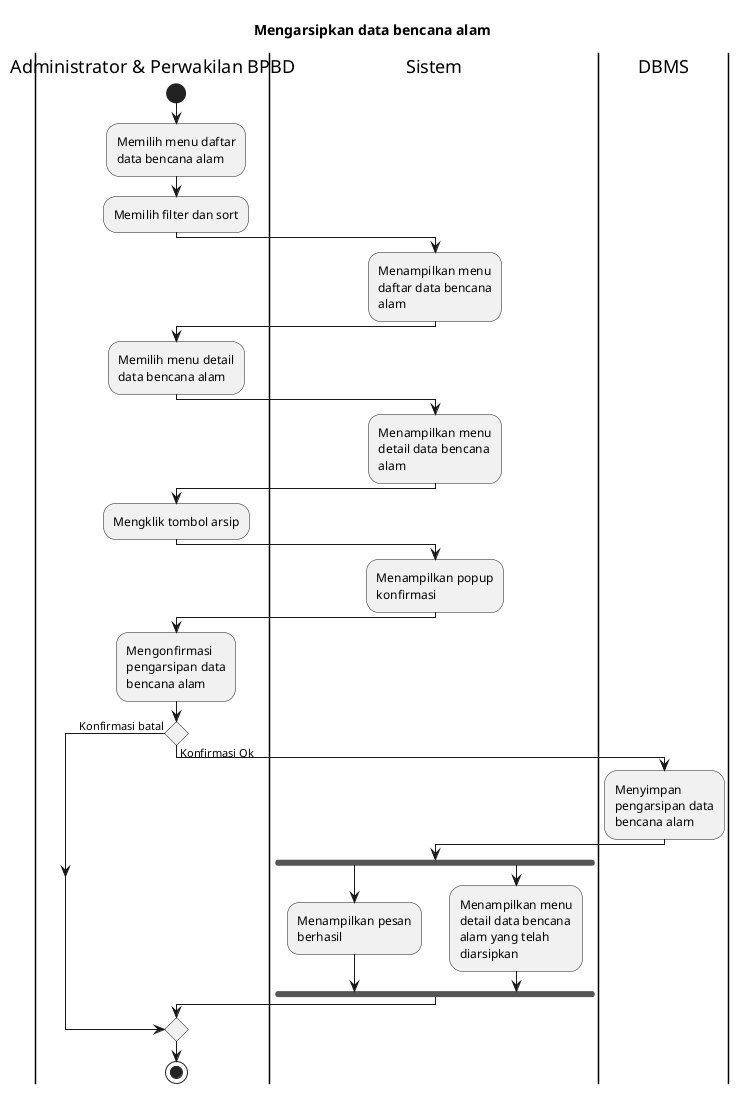 Mengarsipkan data bencana alam
Administrator & Perwakilan BPBD
Sistem
DBMS
Memilih menu daftar
data bencana alam
Memilih filter dan sort
Menampilkan menu
daftar data bencana
alam
Memilih menu detail
data bencana alam
Menampilkan menu
detail data bencana
alam
Mengklik tombol arsip
Menampilkan popup
konfirmasi
Mengonfirmasi
pengarsipan data
bencana alam
Konfirmasi batal
Konfirmasi Ok
Menyimpan
pengarsipan data
bencana alam
Menampilkan pesan
berhasil
Menampilkan menu
detail data bencana
alam yang telah
diarsipkan